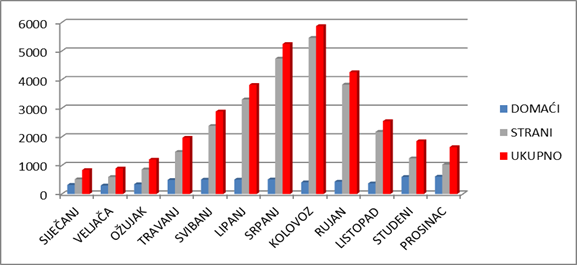 6000
5000
4000
3000
2000
1000
0
SIJEČANJ
VELJAČA
OŽUJAK
TRAVANJ
SVIBANJ
LIPANJ
SRPANJ
KOLOVOZ
RUJAN
LISTOPAD
STUDENI
PROSINAC
DOMAĆI
STRANI
UKUPNO